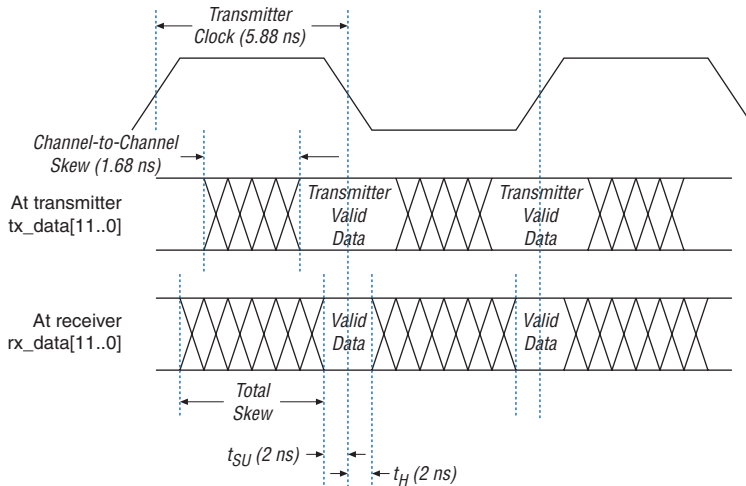 Transmitter
Clock (5.88 ns)
Channel-to-Channel
Skew (1.68 ns)
At transmitter
tx_data[11..0]
Transmitter
Valid
Data
Transmitter
Valid
Data
At receiver
rx_data[11..0]
Valid
Data
Valid
Data
Total
Skew
tSU (2 ns)
tH (2 ns)